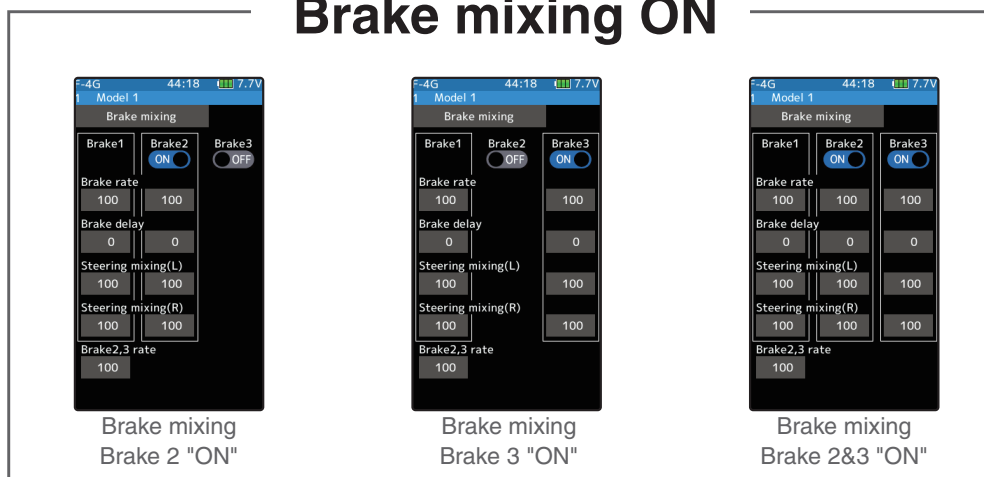 Brake mixing ON
F-4G 44:18 7.7V
1 Model 1
Brake mixing
Brake1 Brake2 Brake3
ON OFF
Brake rate
100 100
Brake delay
0 0
Steering mixing(L)
100 100
Steering mixing(R)
100 100
Brake2,3 rate
100
Brake mixing
Brake 2 "ON"
F-4G 44:18 7.7V
1 Model 1
Brake mixing
Brake1 Brake2 Brake3
OFF ON
Brake rate
100 100
Brake delay
0 0
Steering mixing(L)
100 100
Steering mixing(R)
100 100
Brake2,3 rate
100
Brake mixing
Brake 3 "ON"
F-4G 44:18 7.7V
1 Model 1
Brake mixing
Brake1 Brake2 Brake3
ON ON
Brake rate
100 100 100
Brake delay
0 0 0
Steering mixing(L)
100 100 100
Steering mixing(R)
100 100 100
Brake2,3 rate
100
Brake mixing
Brake 2&3 "ON"